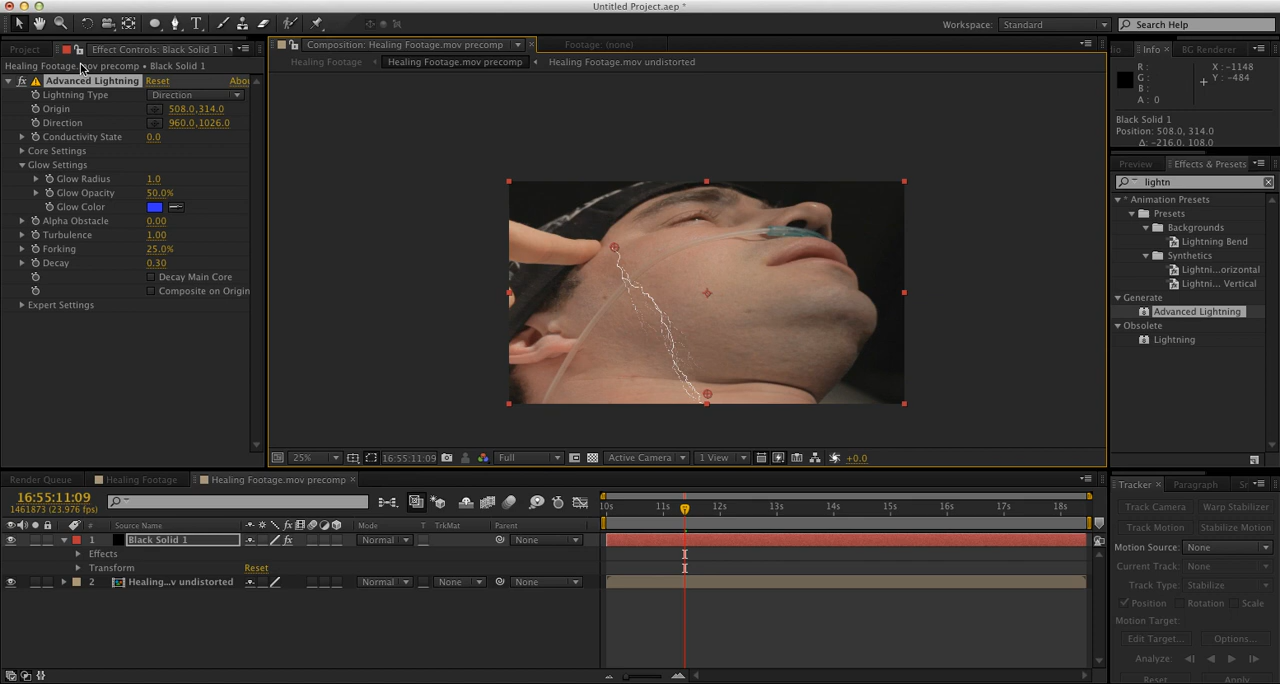 Untitled Project.aep *
Workspace: Standard Search Help
Project Effect Controls: Black Solid 1
Composition: Healing Footage.mov precomp Footage: (none)
Info BG Renderer
Healing Footage.mov precomp • Black Solid 1
Healing Footage Healing Footage.mov precomp Healing Footage.mov undistorted
fx Advanced Lightning Reset Abou
Lightning Type Direction
Origin 508.0,314.0
Direction 960.0,1026.0
Conductivity State 0.0
Core Settings
Glow Settings
Glow Radius 1.0
Glow Opacity 50.0%
Glow Color
Alpha Obstacle 0.00
Turbulence 1.00
Forking 25.0%
Decay 0.30
Decay Main Core
Composite on Origin
Expert Settings
R : X : -1148
G : Y : -484
B :
A : 0
Black Solid 1
Position: 508.0, 314.0
Δ: -216.0, 108.0
Preview Effects & Presets
lightn
* Animation Presets
Presets
Backgrounds
Lightning Bend
Synthetics
Lightni...orizontal
Lightni... Vertical
Generate
Advanced Lightning
Obsolete
Lightning
25% 16:55:11:09 Full Active Camera 1 View +0.0
Render Queue Healing Footage Healing Footage.mov precomp
16:55:11:09
1461873 (23.976 fps)
10s 11s 12s 13s 14s 15s 16s 17s 18s
# Source Name fx Mode T TrkMat Parent
1 Black Solid 1 fx Normal None
Effects
Transform Reset
2 Healing...v undistorted Normal None None
Tracker Paragraph Sr
Track Camera Warp Stabilizer
Track Motion Stabilize Motion
Motion Source: None
Current Track: None
Track Type: Stabilize
Position Rotation Scale
Motion Target:
Edit Target... Options...
Analyze:
Reset Apply